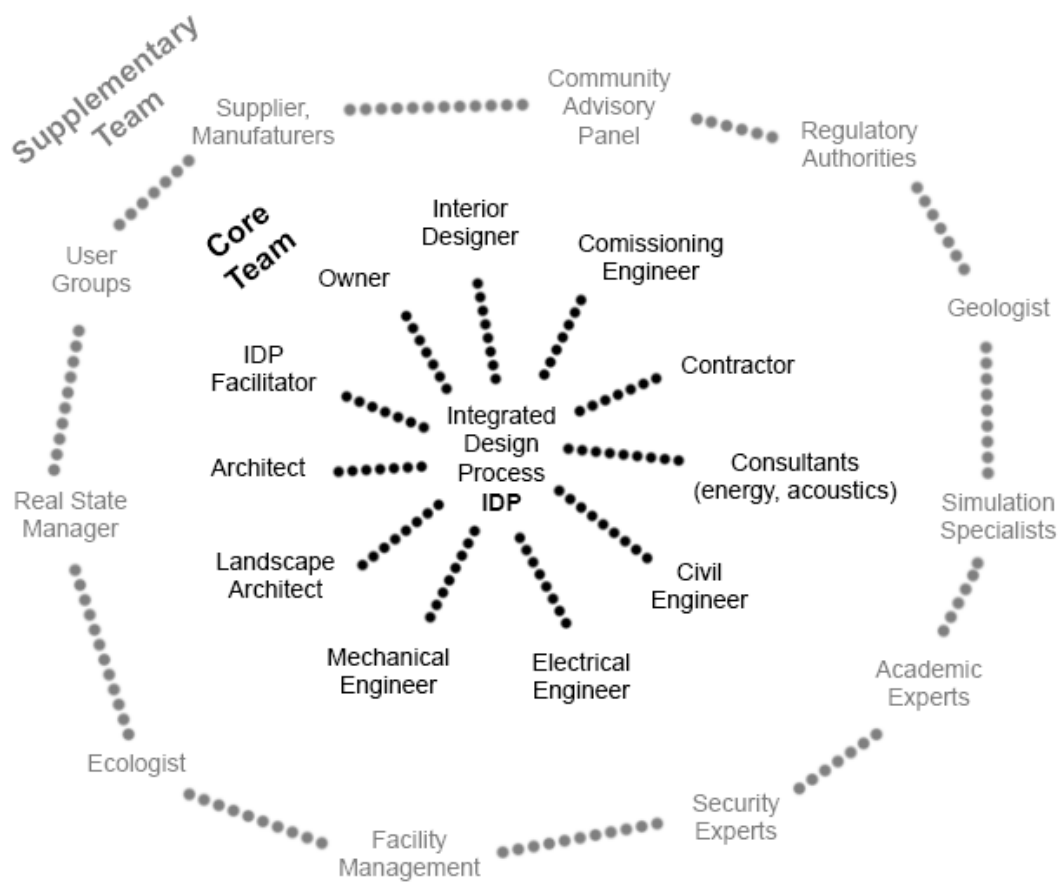 Supplementary
Team
Supplier,
Manufaturers
Community
Advisory
Panel
Regulatory
Authorities
User
Groups
Core
Team
Owner
Interior
Designer
Comissioning
Engineer
Geologist
IDP
Facilitator
Contractor
Integrated
Design
Process
IDP
Architect
Consultants
(energy, acoustics)
Real State
Manager
Simulation
Specialists
Landscape
Architect
Civil
Engineer
Mechanical
Engineer
Electrical
Engineer
Academic
Experts
Ecologist
Security
Experts
Facility
Management